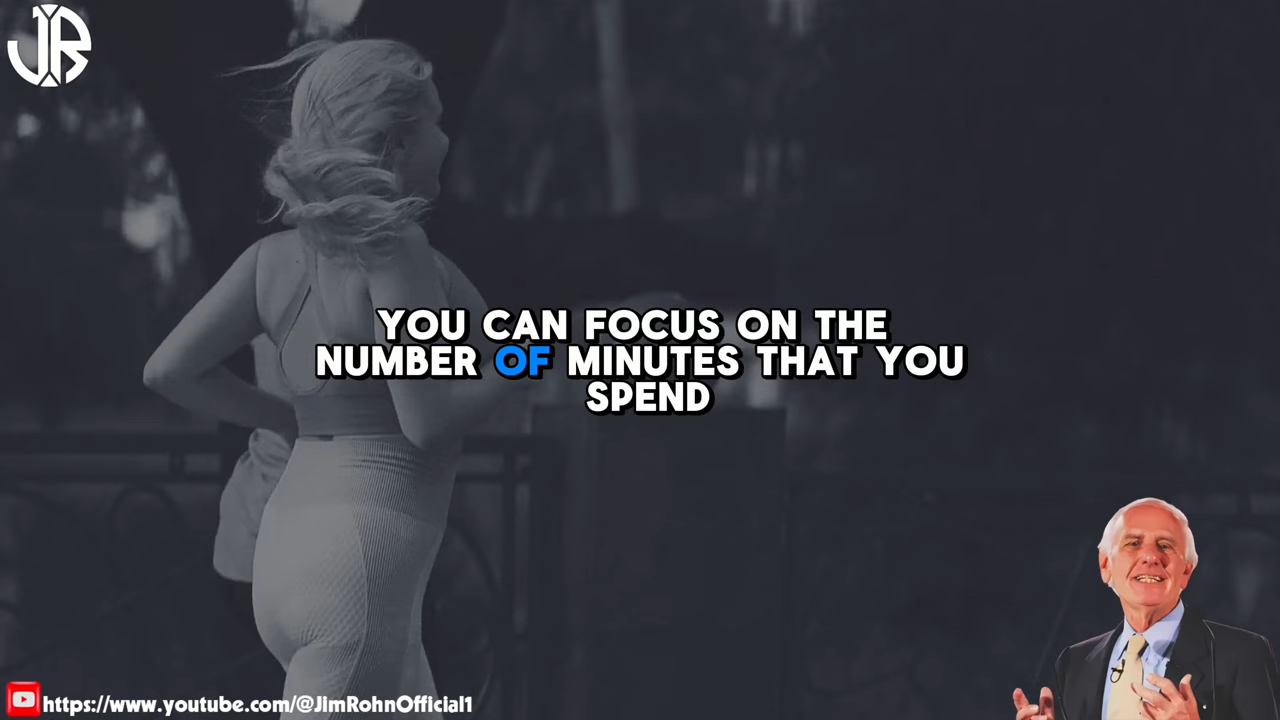 JR
YOU CAN FOCUS ON THE
NUMBER OF MINUTES THAT YOU
SPEND
https://www.youtube.com/@JimRohnOfficial1